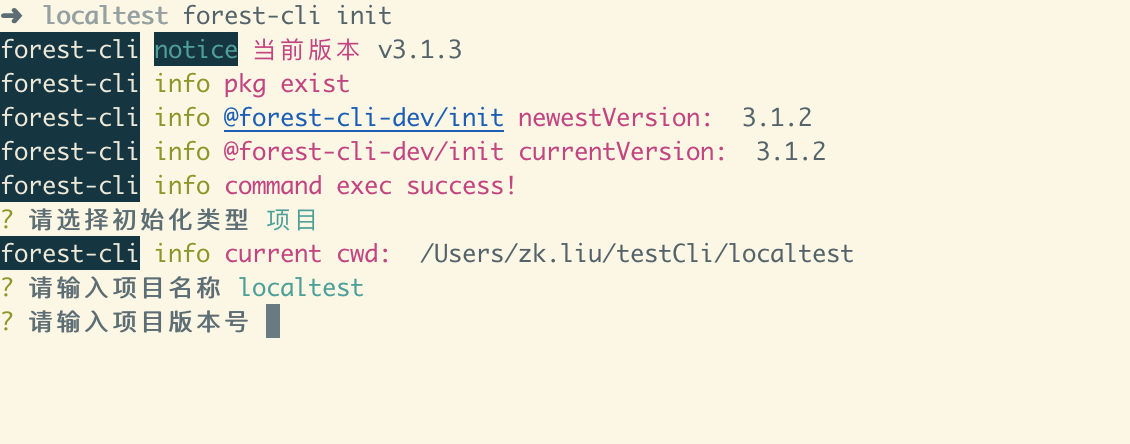 ➜ localtest forest-cli init
forest-cli notice 当前版本 v3.1.3
forest-cli info pkg exist
forest-cli info @forest-cli-dev/init newestVersion: 3.1.2
forest-cli info @forest-cli-dev/init currentVersion: 3.1.2
forest-cli info command exec success!
? 请选择初始化类型 项目
forest-cli info current cwd: /Users/zk.liu/testCli/localtest
? 请输入项目名称 localtest
? 请输入项目版本号